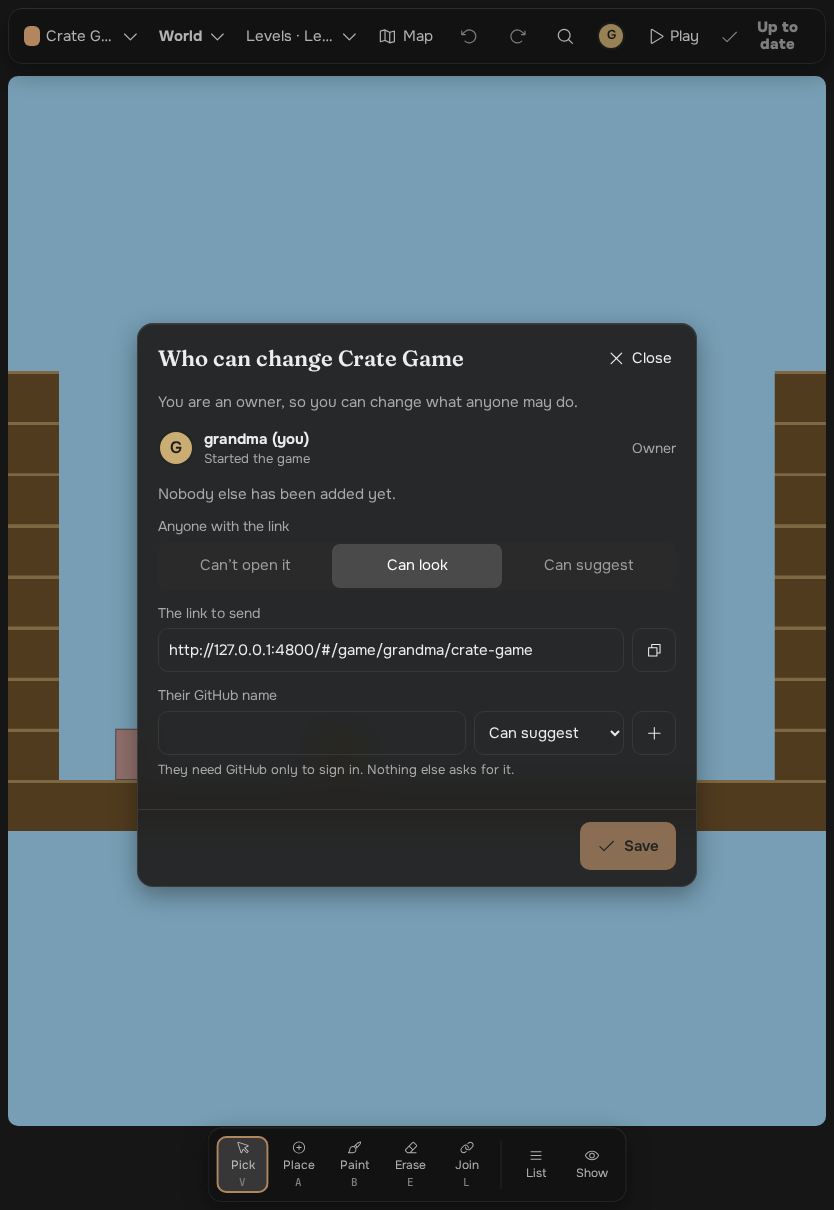 Crate G...
World
Levels · Le...
Map
G
Play
Up to
date
Who can change Crate Game
Close
You are an owner, so you can change what anyone may do.
G
grandma (you)
Started the game
Owner
Nobody else has been added yet.
Anyone with the link
Can't open it
Can look
Can suggest
The link to send
http://127.0.0.1:4800/#/game/grandma/crate-game
Their GitHub name
Can suggest
They need GitHub only to sign in. Nothing else asks for it.
Save
Pick
V
Place
A
Paint
B
Erase
E
Join
L
List
Show